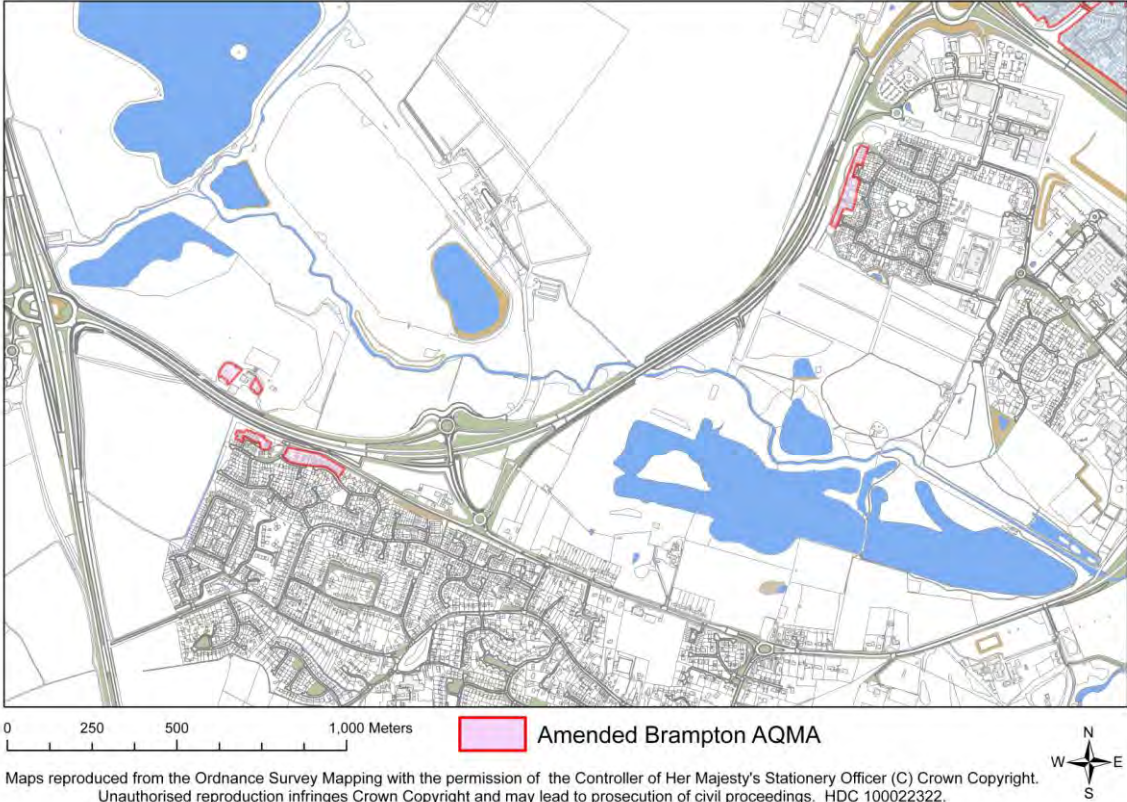 0 250 500 1,000 Meters
Amended Brampton AQMA
N
W E
S
Maps reproduced from the Ordnance Survey Mapping with the permission of the Controller of Her Majesty's Stationery Officer (C) Crown Copyright.
Unauthorised reproduction infringes Crown Copyright and may lead to prosecution of civil proceedings. HDC 100022322.